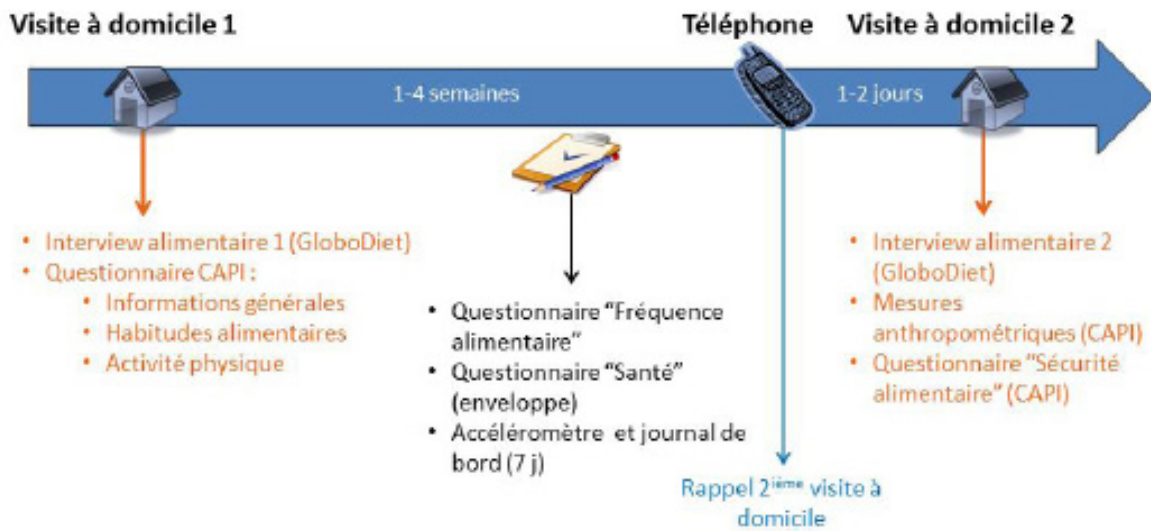 Visite à domicile 1
Téléphone
Visite à domicile 2
1-4 semaines
1-2 jours
• Interview alimentaire 1 (GloboDiet)
• Questionnaire CAPI :
• Informations générales
• Habitudes alimentaires
• Activité physique
• Questionnaire “Fréquence
alimentaire”
• Questionnaire “Santé”
(enveloppe)
• Accéléromètre et journal de
bord (7 j)
Rappel 2ième visite à
domicile
• Interview alimentaire 2
(GloboDiet)
• Mesures
anthropométriques (CAPI)
• Questionnaire “Sécurité
alimentaire” (CAPI)